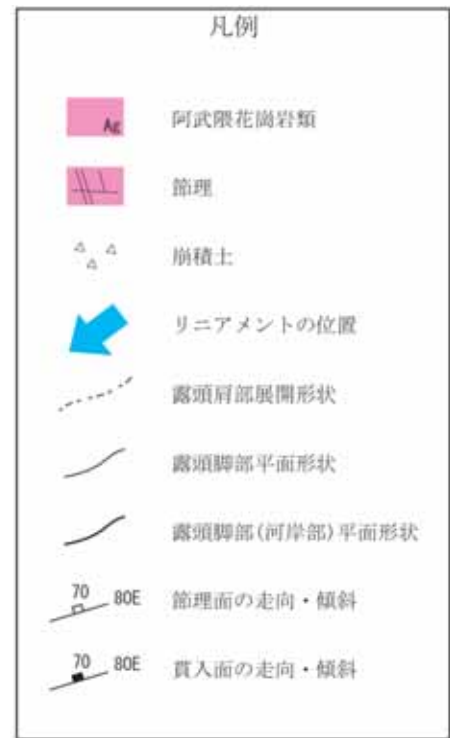 凡例
Ag 阿武隈花崗岩類
節理
崩積土
リニアメントの位置
露頭肩部展開形状
露頭脚部平面形状
露頭脚部(河岸部)平面形状
70 80E 節理面の走向・傾斜
70 80E 貫入面の走向・傾斜